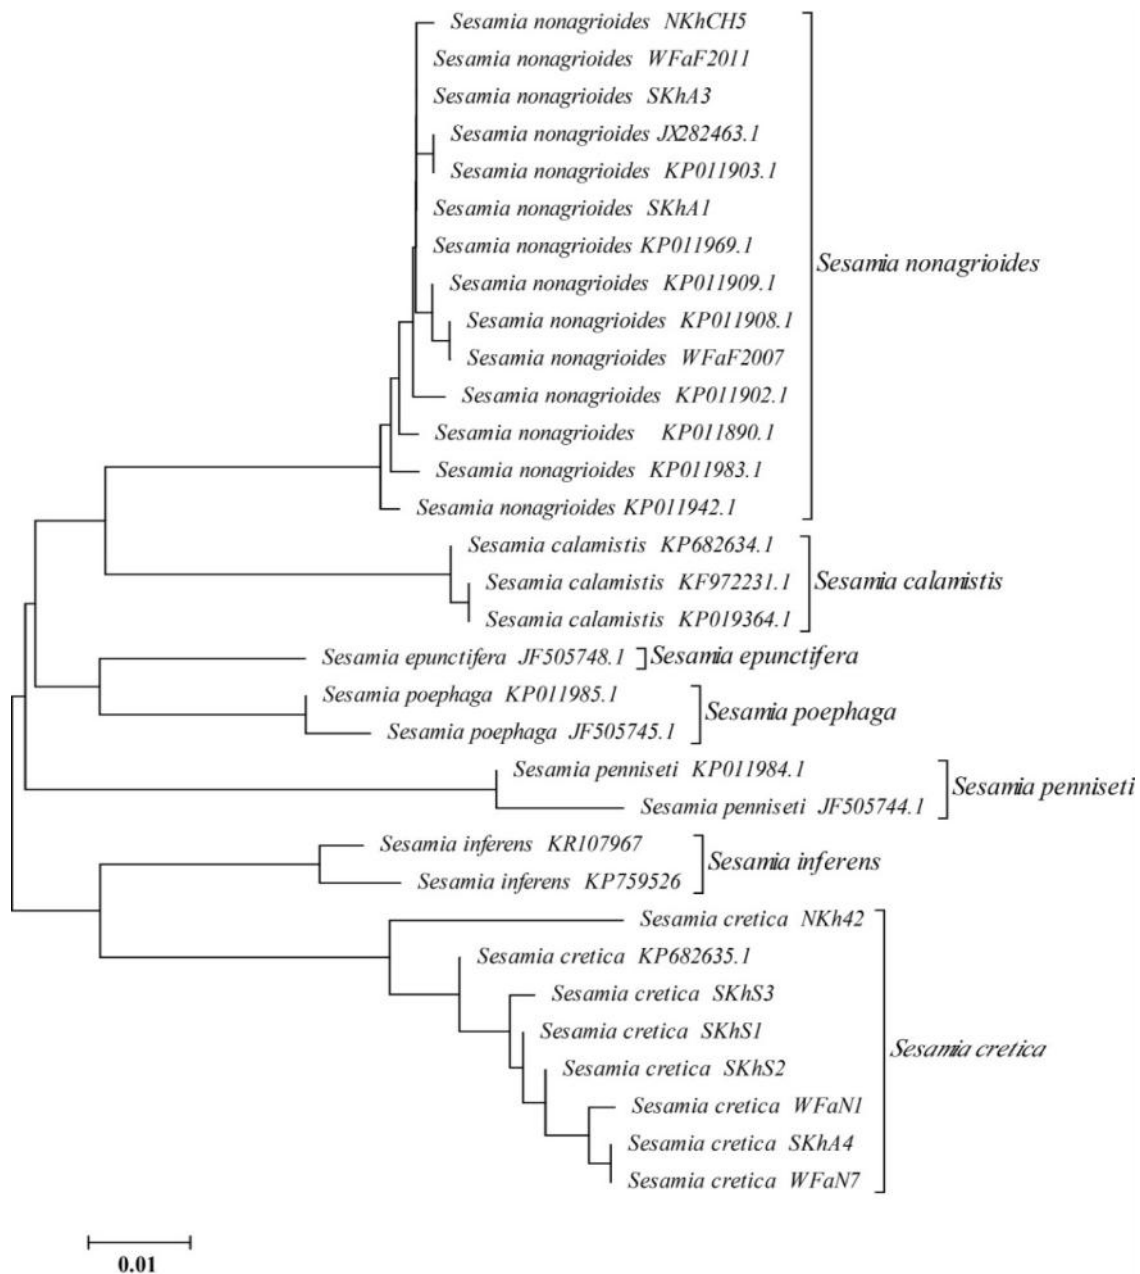 Sesamia nonagrioides NKhCH5
Sesamia nonagrioides WFaF2011
Sesamia nonagrioides SKhA3
Sesamia nonagrioides JX282463.1
Sesamia nonagrioides KP011903.1
Sesamia nonagrioides SKhA1
Sesamia nonagrioides KP011969.1
Sesamia nonagrioides
Sesamia nonagrioides KP011909.1
Sesamia nonagrioides KP011908.1
Sesamia nonagrioides WFaF2007
Sesamia nonagrioides KP011902.1
Sesamia nonagrioides KP011890.1
Sesamia nonagrioides KP011983.1
Sesamia nonagrioides KP011942.1
Sesamia calamistis KP682634.1
Sesamia calamistis KF972231.1
Sesamia calamistis
Sesamia calamistis KP019364.1
Sesamia epunctifera JF505748.1
Sesamia epunctifera
Sesamia poephaga KP011985.1
Sesamia poephaga
Sesamia poephaga JF505745.1
Sesamia penniseti KP011984.1
Sesamia penniseti
Sesamia penniseti JF505744.1
Sesamia inferens KR107967
Sesamia inferens
Sesamia inferens KP759526
Sesamia cretica NKh42
Sesamia cretica KP682635.1
Sesamia cretica SKhS3
Sesamia cretica SKhS1
Sesamia cretica
Sesamia cretica SKhS2
Sesamia cretica WFaN1
Sesamia cretica SKhA4
Sesamia cretica WFaN7
0.01